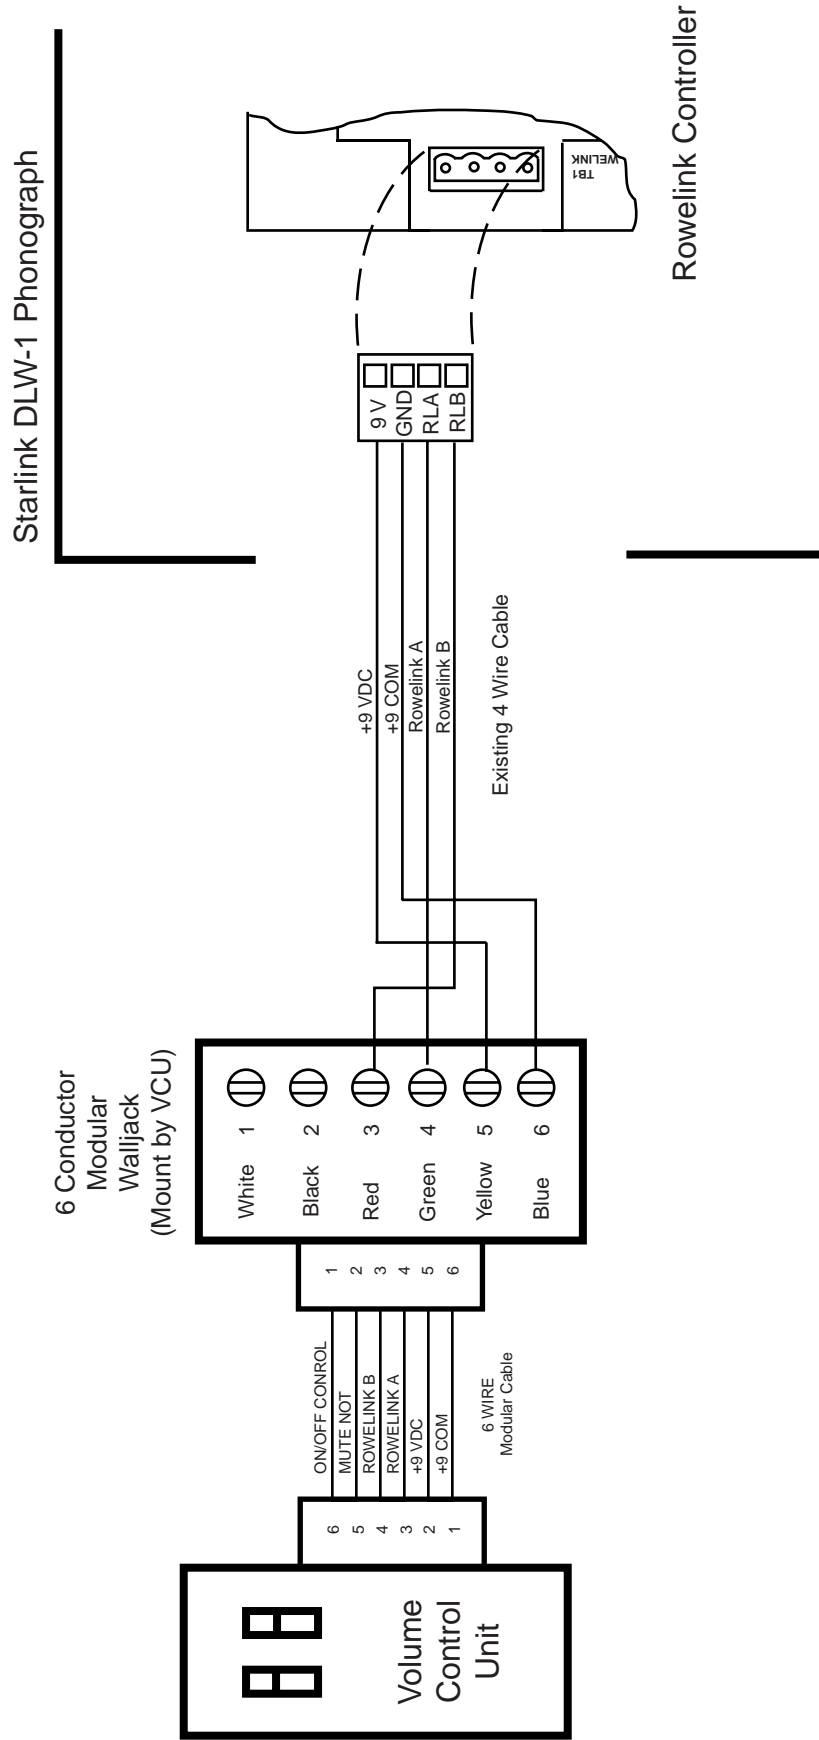 Starlink DLW-1 Phonograph
Rowelink Controller
TB1
WELINK
9 V
GND
RLA
RLB
+9 VDC
+9 COM
Rowelink A
Rowelink B
Existing 4 Wire Cable
6 Conductor
Modular
Walljack
(Mount by VCU)
White 1
Black 2
Red 3
Green 4
Yellow 5
Blue 6
1
2
3
4
5
6
ON/OFF CONROL
MUTE NOT
ROWELINK B
ROWELINK A
+9 VDC
+9 COM
6 WIRE
Modular Cable
6
5
4
3
2
1
Volume
Control
Unit